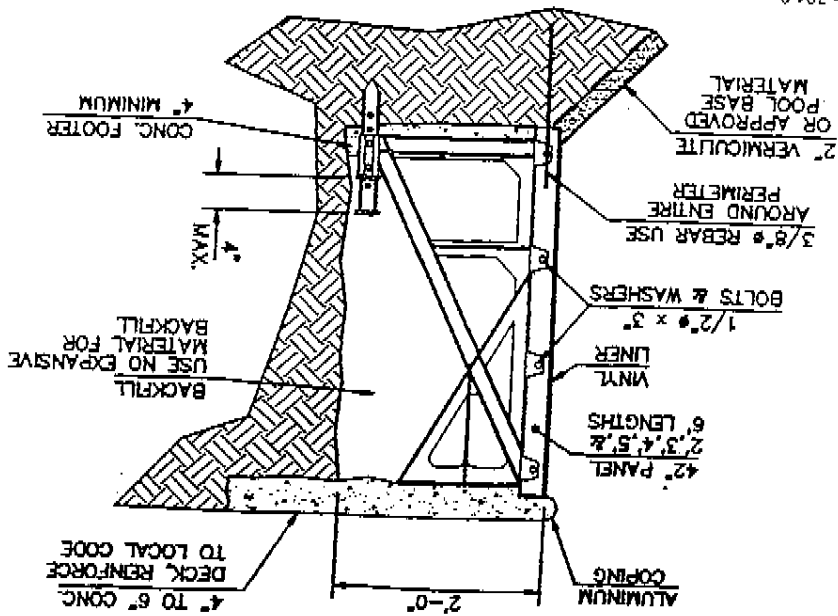 ALUMINUM
COPING
2'-0"
4" TO 6" CONC.
DECK, REINFORCE
TO LOCAL CODE
42" PANEL
2',3',4',5',&
6' LENGTHS
VINYL
LINER
BACKFILL
USE NO EXPANSIVE
MATERIAL FOR
BACKFILL
1/2"ø x 3"
BOLTS & WASHERS
4"
MAX.
3/8"ø REBAR USE
AROUND ENTIRE
PERIMETER
CONC. FOOTER
4" MINIMUM
2" VERMICULITE
OR APPROVED
POOL BASE
MATERIAL